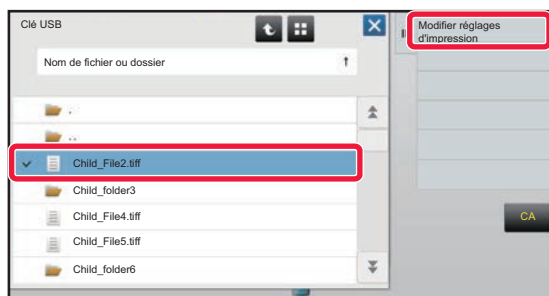 Clé USB
Nom de fichier ou dossier
.
..
Child_File2.tiff
Child_folder3
Child_File4.tiff
Child_File5.tiff
Child_folder6
Modifier réglages
d'impression
CA